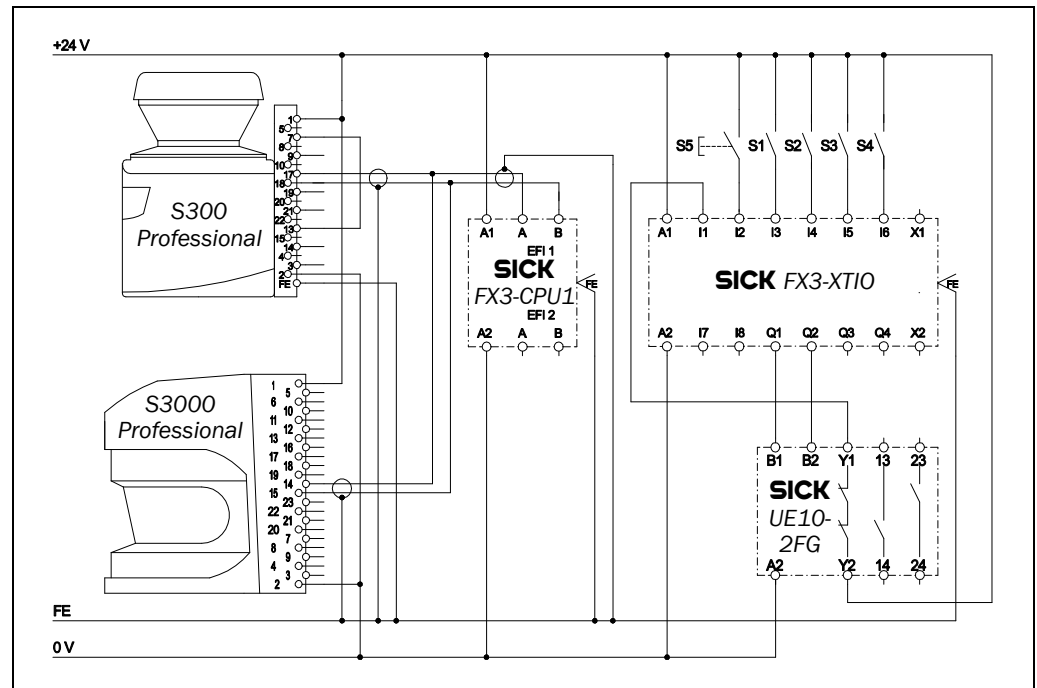 +24 V
S300
Professional
1
5
7
8
9
10
17
18
19
20
21
22
13
15
14
4
3
2
FE
S3000
Professional
1
5
6
10
11
12
13
16
17
18
19
14
15
23
22
21
20
7
8
9
4
3
2
A1 A B
EFI 1
SICK
FX3-CPU1
FE
EFI 2
A2 A B
S5 S1 S2 S3 S4
A1 I1 I2 I3 I4 I5 I6 X1
SICK FX3-XTIO
FE
A2 I7 I8 Q1 Q2 Q3 Q4 X2
B1 B2 Y1 13 23
SICK
UE10-
2FG
A2 Y2 14 24
FE
0 V